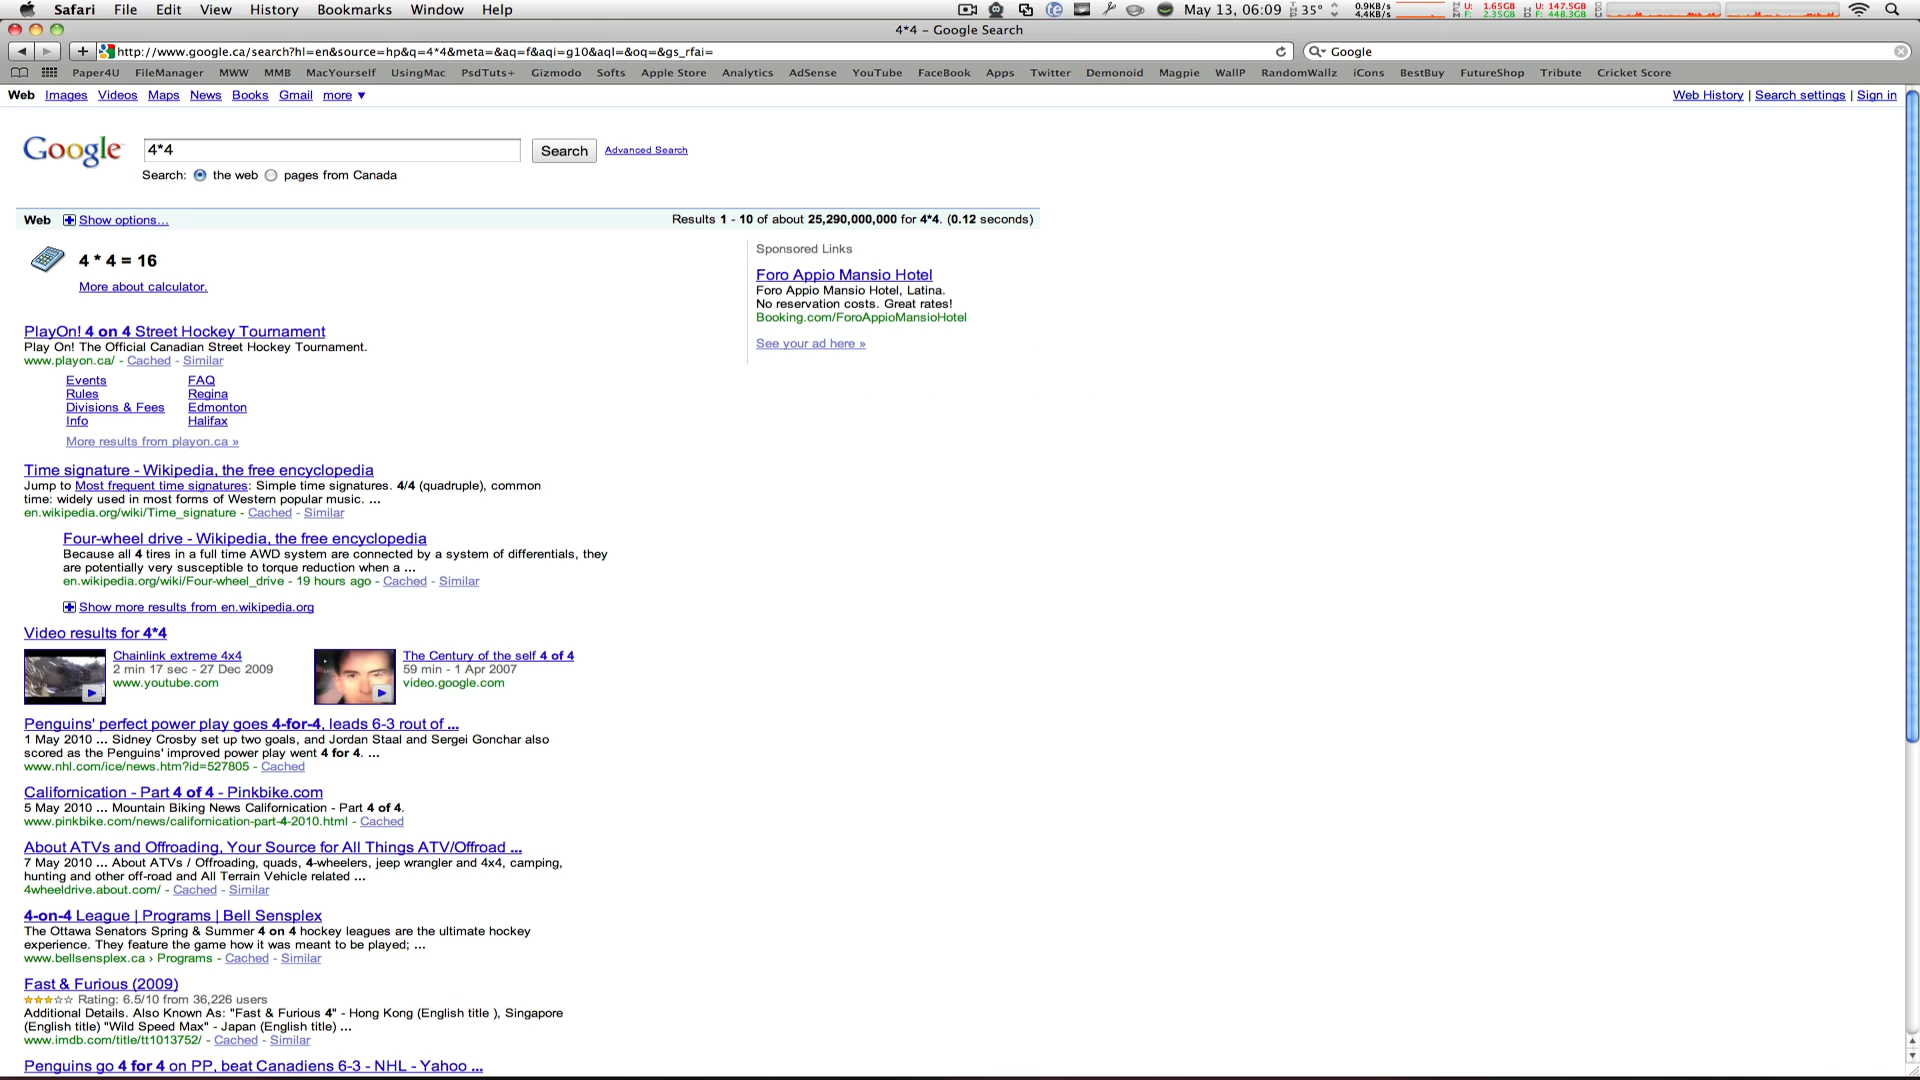 Safari File Edit View History Bookmarks Window Help
May 13, 06:09 35° 0.9KB/s 4.4KB/s U: 1.65GB F: 2.35GB U: 147.5GB F: 448.3GB
4*4 – Google Search
http://www.google.ca/search?hl=en&source=hp&q=4*4&meta=&aq=f&aqi=g10&aql=&oq=&gs_rfai=
Google
Paper4U FileManager MWW MMB MacYourself UsingMac PsdTuts+ Gizmodo Softs Apple Store Analytics AdSense YouTube FaceBook Apps Twitter Demonoid Magpie WallP RandomWallz iCons BestBuy FutureShop Tribute Cricket Score
Web Images Videos Maps News Books Gmail more ▼
Web History | Search settings | Sign in
Google
4*4
Search
Advanced Search
Search: the web pages from Canada
Web Show options...
Results 1 - 10 of about 25,290,000,000 for 4*4. (0.12 seconds)
4 * 4 = 16
More about calculator.
Sponsored Links
Foro Appio Mansio Hotel
Foro Appio Mansio Hotel, Latina.
No reservation costs. Great rates!
Booking.com/ForoAppioMansioHotel
See your ad here »
PlayOn! 4 on 4 Street Hockey Tournament
Play On! The Official Canadian Street Hockey Tournament.
www.playon.ca/ - Cached - Similar
Events FAQ
Rules Regina
Divisions & Fees Edmonton
Info Halifax
More results from playon.ca »
Time signature - Wikipedia, the free encyclopedia
Jump to Most frequent time signatures: Simple time signatures. 4/4 (quadruple), common
time: widely used in most forms of Western popular music. ...
en.wikipedia.org/wiki/Time_signature - Cached - Similar
Four-wheel drive - Wikipedia, the free encyclopedia
Because all 4 tires in a full time AWD system are connected by a system of differentials, they
are potentially very susceptible to torque reduction when a ...
en.wikipedia.org/wiki/Four-wheel_drive - 19 hours ago - Cached - Similar
Show more results from en.wikipedia.org
Video results for 4*4
Chainlink extreme 4x4
2 min 17 sec - 27 Dec 2009
www.youtube.com
The Century of the self 4 of 4
59 min - 1 Apr 2007
video.google.com
Penguins' perfect power play goes 4-for-4, leads 6-3 rout of ...
1 May 2010 ... Sidney Crosby set up two goals, and Jordan Staal and Sergei Gonchar also
scored as the Penguins' improved power play went 4 for 4. ...
www.nhl.com/ice/news.htm?id=527805 - Cached
Californication - Part 4 of 4 - Pinkbike.com
5 May 2010 ... Mountain Biking News Californication - Part 4 of 4.
www.pinkbike.com/news/californication-part-4-2010.html - Cached
About ATVs and Offroading, Your Source for All Things ATV/Offroad ...
7 May 2010 ... About ATVs / Offroading, quads, 4-wheelers, jeep wrangler and 4x4, camping,
hunting and other off-road and All Terrain Vehicle related ...
4wheeldrive.about.com/ - Cached - Similar
4-on-4 League | Programs | Bell Sensplex
The Ottawa Senators Spring & Summer 4 on 4 hockey leagues are the ultimate hockey
experience. They feature the game how it was meant to be played; ...
www.bellsensplex.ca › Programs - Cached - Similar
Fast & Furious (2009)
Rating: 6.5/10 from 36,226 users
Additional Details. Also Known As: "Fast & Furious 4" - Hong Kong (English title ), Singapore
(English title) "Wild Speed Max" - Japan (English title) ...
www.imdb.com/title/tt1013752/ - Cached - Similar
Penguins go 4 for 4 on PP, beat Canadiens 6-3 - NHL - Yahoo ...